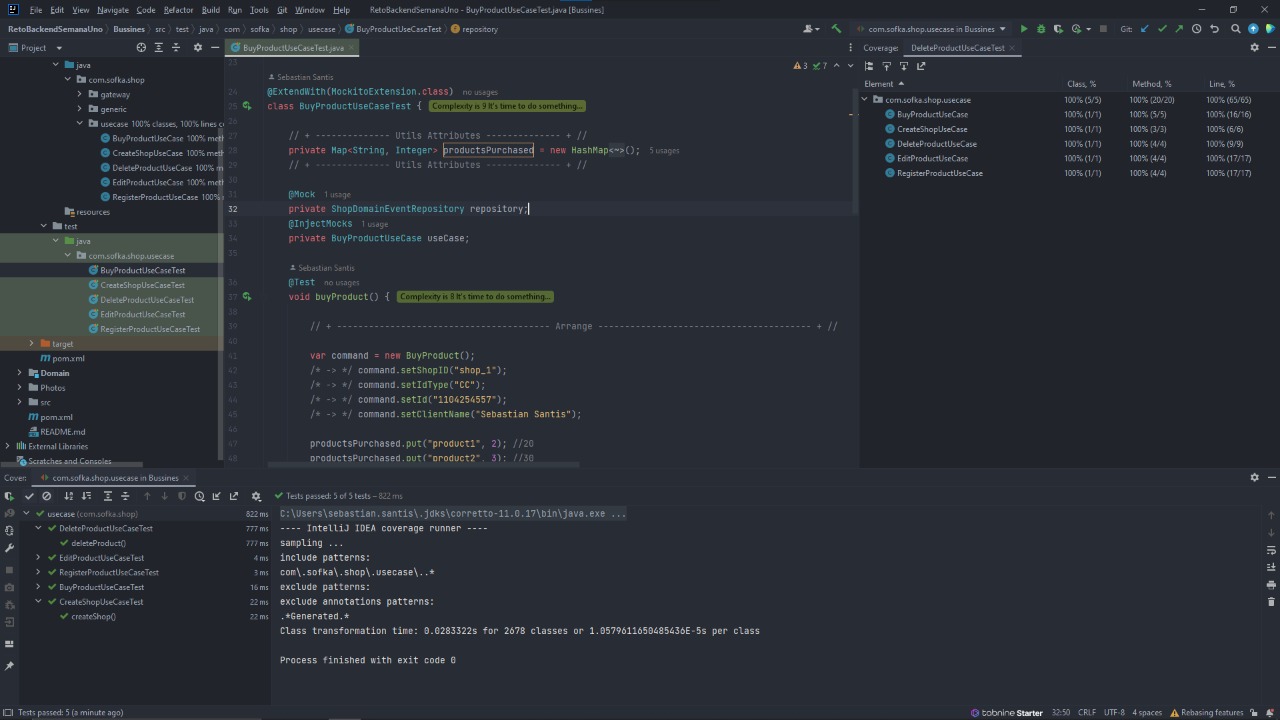 File Edit View Navigate Code Refactor Build Run Tools Git Window Help RetoBackendSemanaUno - BuyProductUseCaseTest.java [Bussines]
RetoBackendSemanaUno > Bussines > src > test > java > com > sofka > shop > usecase > BuyProductUseCaseTest > repository
com.sofka.shop.usecase in Bussines Git:
Project
BuyProductUseCaseTest.java
Coverage: DeleteProductUseCaseTest
java
com.sofka.shop
gateway
generic
usecase 100% classes, 100% lines c
BuyProductUseCase 100% met
CreateShopUseCase 100% met
DeleteProductUseCase 100% m
EditProductUseCase 100% met
RegisterProductUseCase 100%
resources
test
java
com.sofka.shop.usecase
BuyProductUseCaseTest
CreateShopUseCaseTest
DeleteProductUseCaseTest
EditProductUseCaseTest
RegisterProductUseCaseTest
target
pom.xml
Domain
Photos
src
pom.xml
README.md
External Libraries
Scratches and Consoles
3 7
23
Sebastian Santis
24 @ExtendWith(MockitoExtension.class) no usages
25 class BuyProductUseCaseTest { Complexity is 9 It's time to do something...
26
27 // + -------------- Utils Attributes -------------- + //
28 private Map<String, Integer> productsPurchased = new HashMap<~>(); 5 usages
29 // + -------------- Utils Attributes -------------- + //
30
31 @Mock 1 usage
32 private ShopDomainEventRepository repository;
33 @InjectMocks 1 usage
34 private BuyProductUseCase useCase;
35
Sebastian Santis
36 @Test no usages
37 void buyProduct() { Complexity is 8 It's time to do something...
38
39 // + ----------------------------------------- Arrange ----------------------------------------- + //
40
41 var command = new BuyProduct();
42 /* -> */ command.setShopID("shop_1");
43 /* -> */ command.setIdType("CC");
44 /* -> */ command.setId("1104254557");
45 /* -> */ command.setClientName("Sebastian Santis");
46
47 productsPurchased.put("product1", 2); //20
48 productsPurchased.put("product2", 3); //30
Element Class, % Method, % Line, %
com.sofka.shop.usecase 100% (5/5) 100% (20/20) 100% (65/65)
BuyProductUseCase 100% (1/1) 100% (5/5) 100% (16/16)
CreateShopUseCase 100% (1/1) 100% (3/3) 100% (6/6)
DeleteProductUseCase 100% (1/1) 100% (4/4) 100% (9/9)
EditProductUseCase 100% (1/1) 100% (4/4) 100% (17/17)
RegisterProductUseCase 100% (1/1) 100% (4/4) 100% (17/17)
Cover: com.sofka.shop.usecase in Bussines
Tests passed: 5 of 5 tests – 822 ms
usecase (com.sofka.shop) 822 ms
DeleteProductUseCaseTest 777 ms
deleteProduct() 777 ms
EditProductUseCaseTest 4 ms
RegisterProductUseCaseTest 3 ms
BuyProductUseCaseTest 16 ms
CreateShopUseCaseTest 22 ms
createShop() 22 ms
C:\Users\sebastian.santis\.jdks\corretto-11.0.17\bin\java.exe ...
---- IntelliJ IDEA coverage runner ----
sampling ...
include patterns:
com\.sofka\.shop\.usecase\..*
exclude patterns:
exclude annotations patterns:
.*Generated.*
Class transformation time: 0.0283322s for 2678 classes or 1.0579611650485436E-5s per class
Process finished with exit code 0
Tests passed: 5 (a minute ago)
tabnine Starter 32:50 CRLF UTF-8 4 spaces Rebasing features